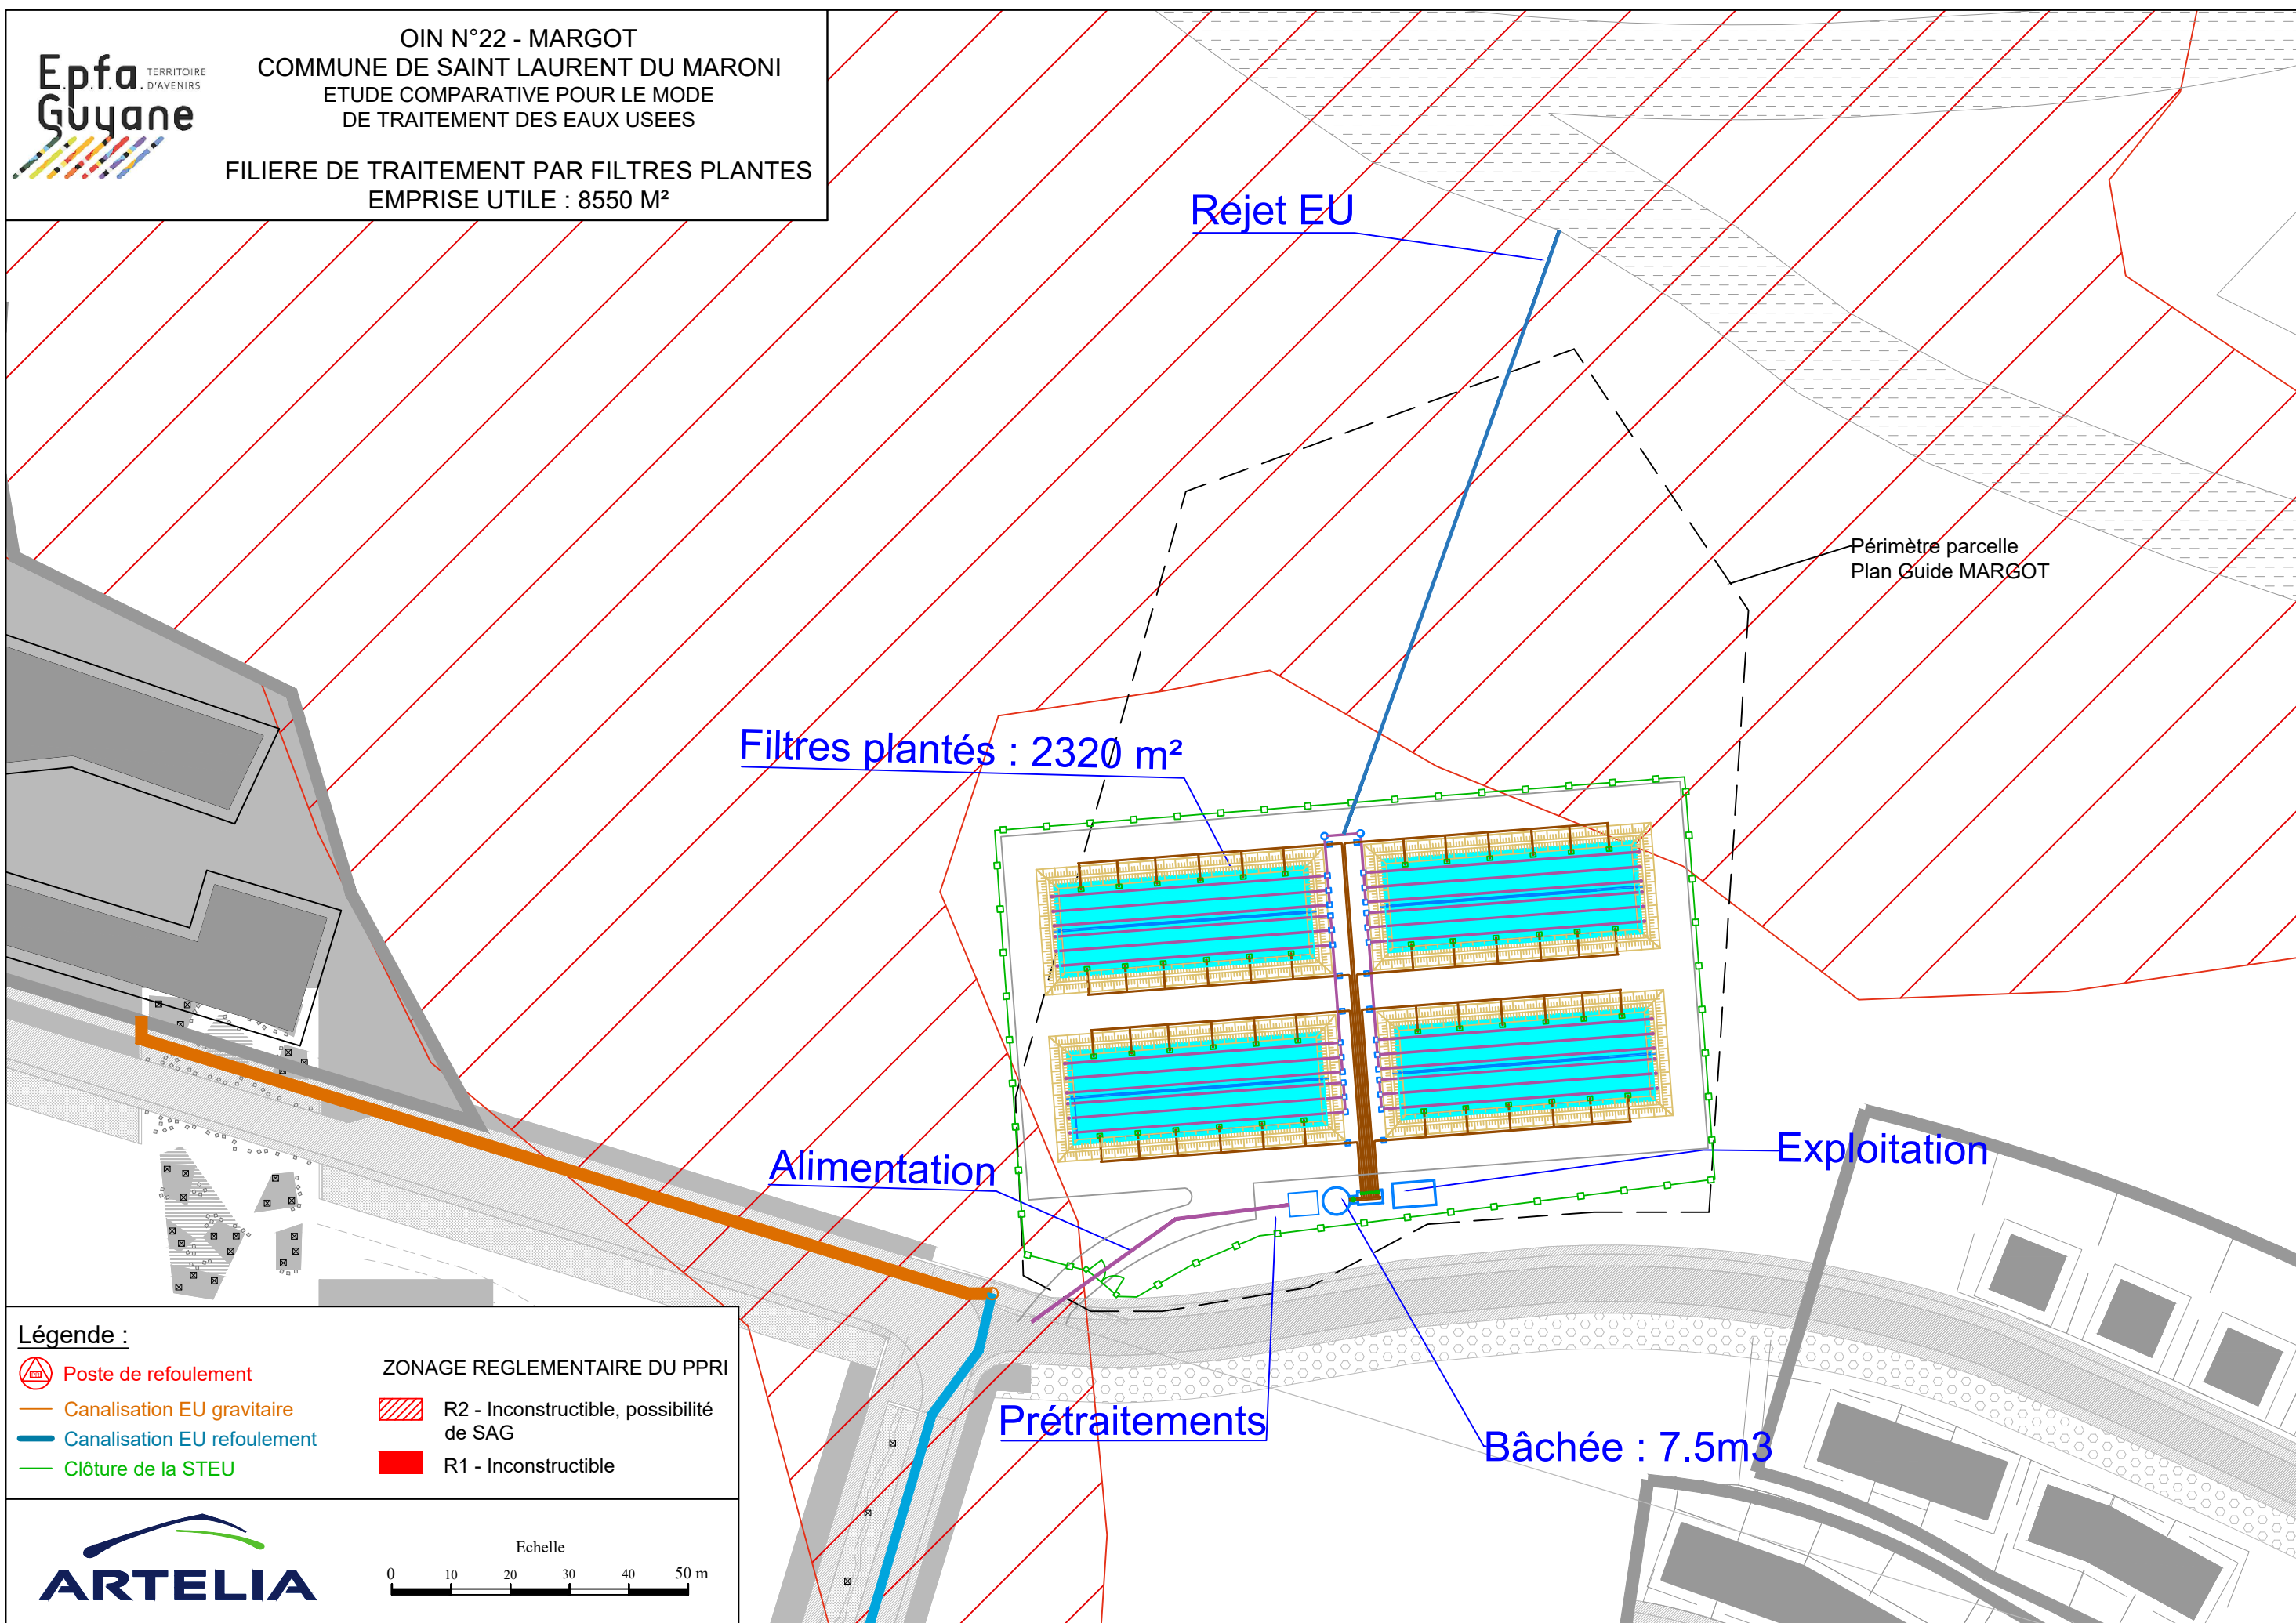 Epfa
Guyane
TERRITOIRE
D'AVENIRS
OIN N°22 - MARGOT
COMMUNE DE SAINT LAURENT DU MARONI
ETUDE COMPARATIVE POUR LE MODE
DE TRAITEMENT DES EAUX USEES
FILIERE DE TRAITEMENT PAR FILTRES PLANTES
EMPRISE UTILE : 8550 M²
Rejet EU
Périmètre parcelle
Plan Guide MARGOT
Filtres plantés : 2320 m²
Alimentation
Exploitation
Prétraitements
Bâchée : 7.5m3
Légende :
Poste de refoulement
Canalisation EU gravitaire
Canalisation EU refoulement
Clôture de la STEU
ZONAGE REGLEMENTAIRE DU PPRI
R2 - Inconstructible, possibilité
de SAG
R1 - Inconstructible
ARTELIA
Echelle
0 10 20 30 40 50 m